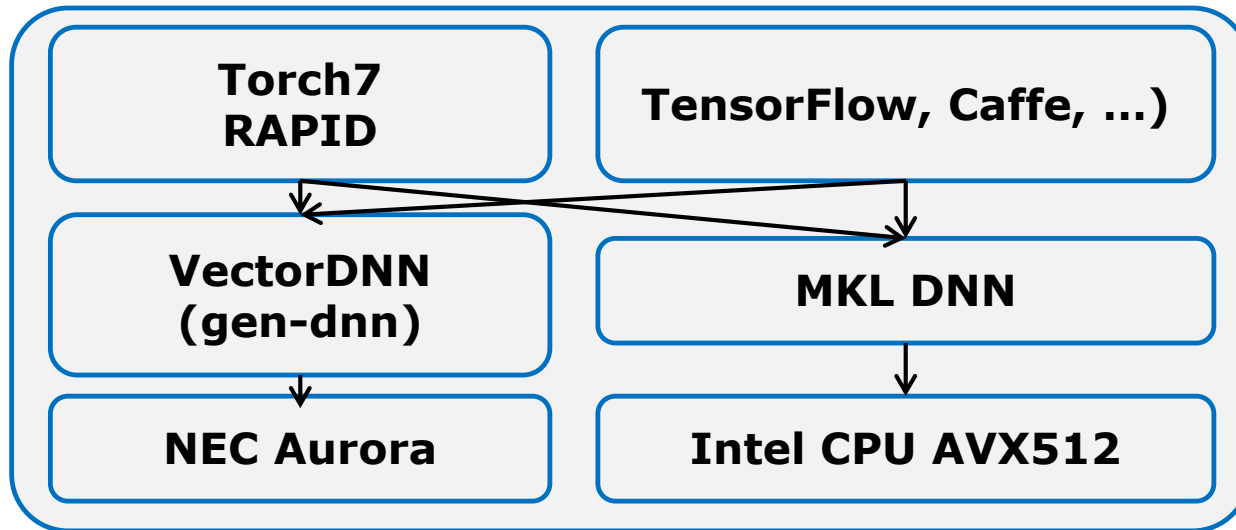 Torch7
RAPID
TensorFlow, Caffe, ...)
VectorDNN
(gen-dnn)
MKL DNN
NEC Aurora
Intel CPU AVX512